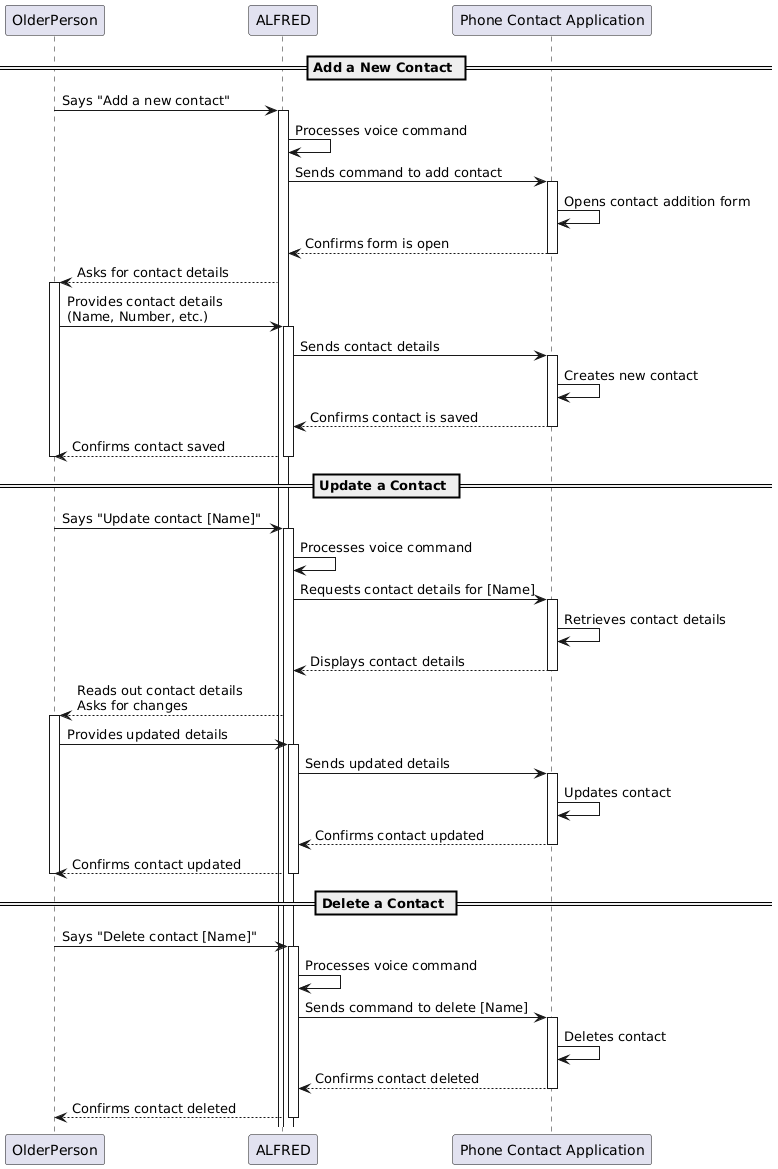 OlderPerson
ALFRED
Phone Contact Application
Add a New Contact
Says "Add a new contact"
Processes voice command
Sends command to add contact
Opens contact addition form
Confirms form is open
Asks for contact details
Provides contact details
(Name, Number, etc.)
Sends contact details
Creates new contact
Confirms contact is saved
Confirms contact saved
Update a Contact
Says "Update contact [Name]"
Processes voice command
Requests contact details for [Name]
Retrieves contact details
Displays contact details
Reads out contact details
Asks for changes
Provides updated details
Sends updated details
Updates contact
Confirms contact updated
Confirms contact updated
Delete a Contact
Says "Delete contact [Name]"
Processes voice command
Sends command to delete [Name]
Deletes contact
Confirms contact deleted
Confirms contact deleted
OlderPerson
ALFRED
Phone Contact Application